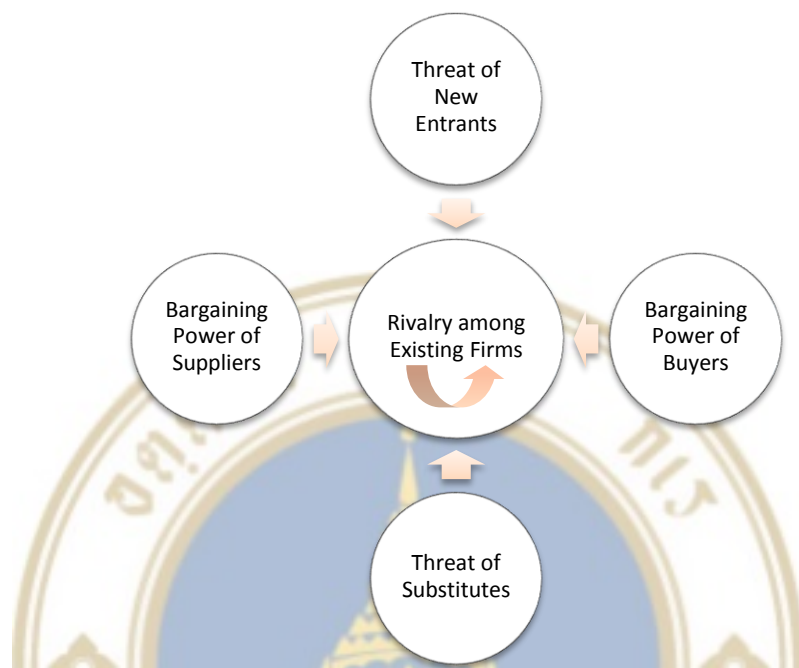 Threat of
New
Entrants
Bargaining
Power of
Suppliers
Rivalry among
Existing Firms
Bargaining
Power of
Buyers
Threat of
Substitutes